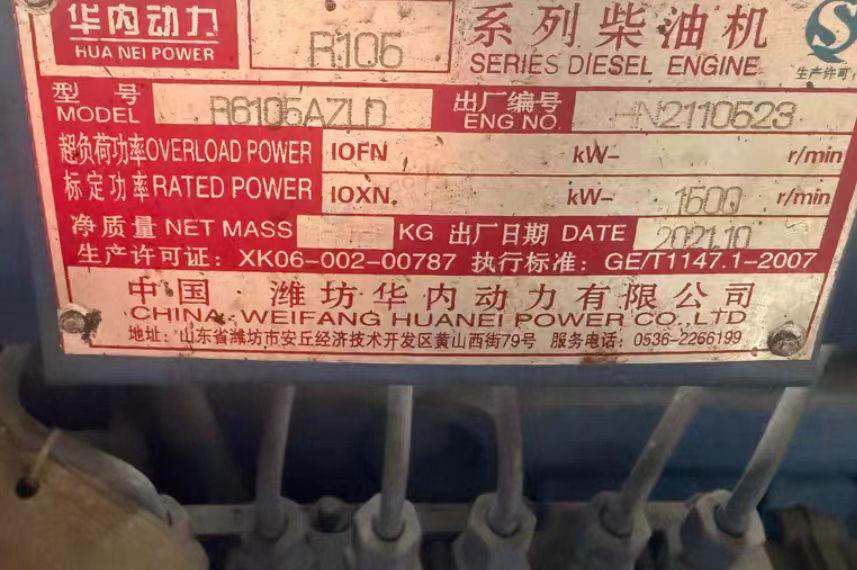 华内动力 R105 系列柴油机
HUA NEI POWER SERIES DIESEL ENGINE
生产许可
型号 出厂编号
MODEL R6105AZLD ENG NO. HN2110523
超负荷功率OVERLOAD POWER IOFN kW- r/min
标定功率RATED POWER IOXN. kW- 1500 r/min
净质量 NET MASS KG 出厂日期 DATE 2021.10
生产许可证：XK06-002-00787 执行标准：GE/T1147.1-2007
中国 潍坊华内动力有限公司
CHINA WEIFANG HUANEI POWER CO.,LTD
地址：山东省潍坊市安丘经济技术开发区黄山西街79号 服务电话：0536-2266199